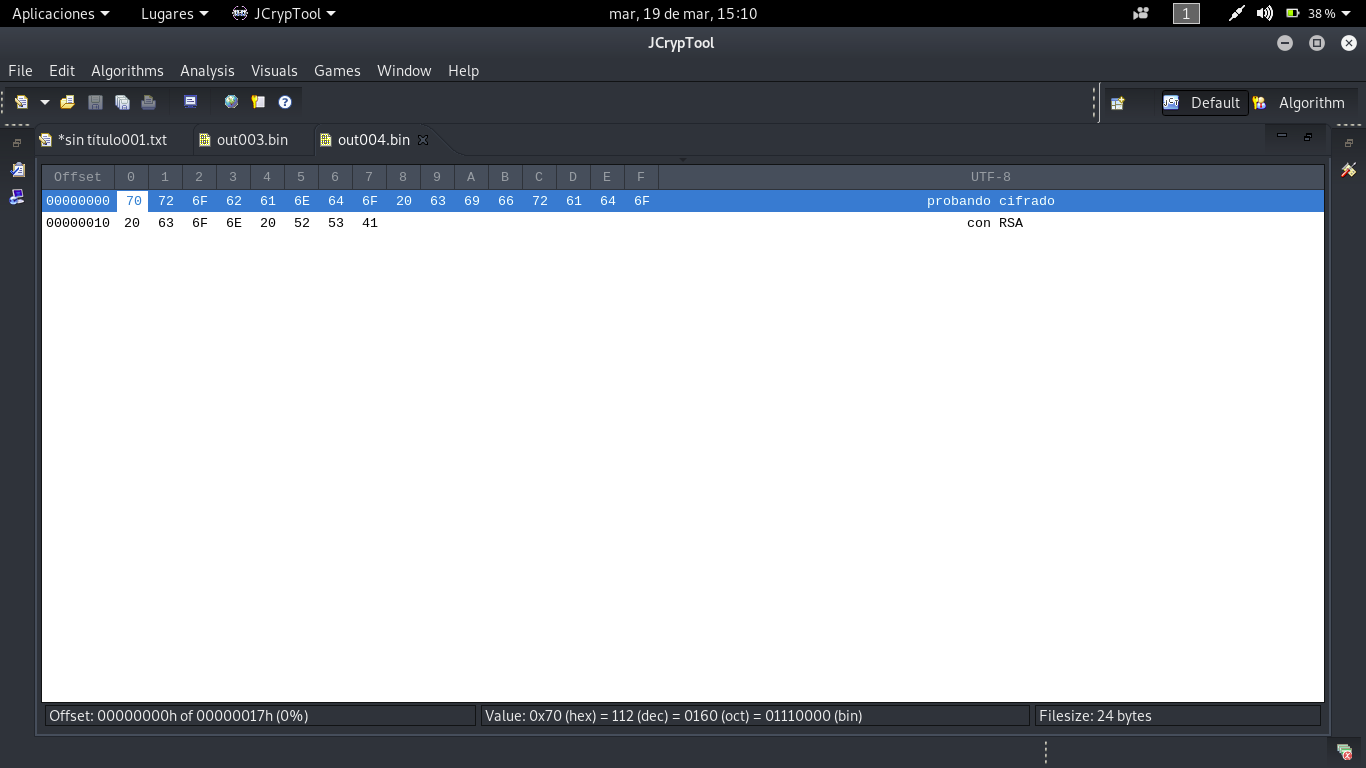 Aplicaciones Lugares JCrypTool mar, 19 de mar, 15:10 1 38 %
JCrypTool
File Edit Algorithms Analysis Visuals Games Window Help
Default Algorithm
*sin título001.txt out003.bin out004.bin
Offset 0 1 2 3 4 5 6 7 8 9 A B C D E F UTF-8
00000000 70 72 6F 62 61 6E 64 6F 20 63 69 66 72 61 64 6F probando cifrado
00000010 20 63 6F 6E 20 52 53 41 con RSA
Offset: 00000000h of 00000017h (0%) Value: 0x70 (hex) = 112 (dec) = 0160 (oct) = 01110000 (bin) Filesize: 24 bytes